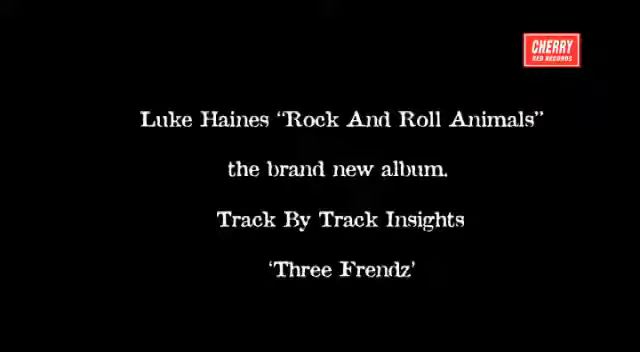 CHERRY
RED RECORDS
Luke Haines “Rock And Roll Animals”
the brand new album.
Track By Track Insights
‘Three Frendz’